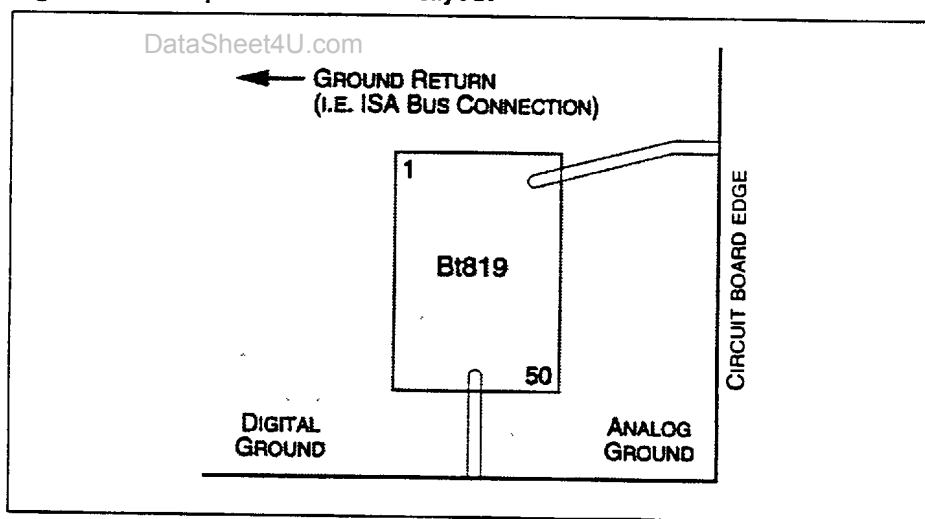 DataSheet4U.com
GROUND RETURN
(I.E. ISA BUS CONNECTION)
1
Bt819
50
CIRCUIT BOARD EDGE
DIGITAL
GROUND
ANALOG
GROUND